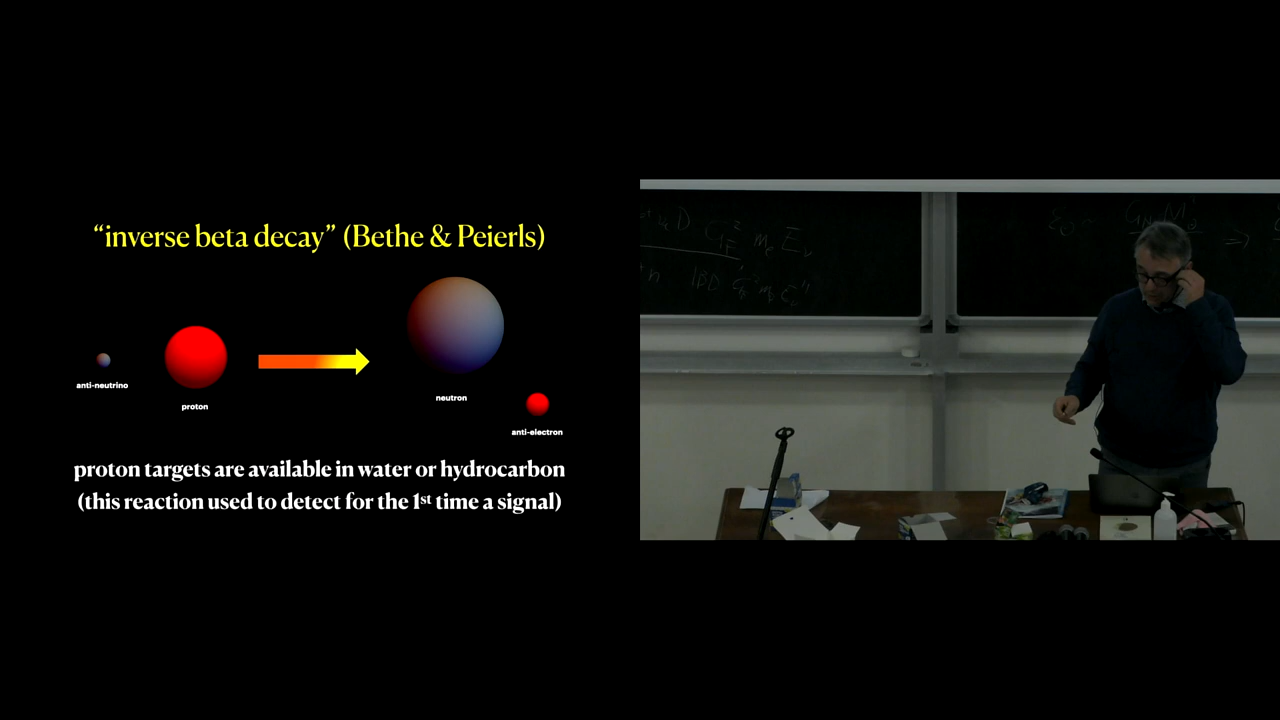 “inverse beta decay” (Bethe & Peierls)
anti-neutrino
proton
neutron
anti-electron
proton targets are available in water or hydrocarbon
(this reaction used to detect for the 1st time a signal)
IBD